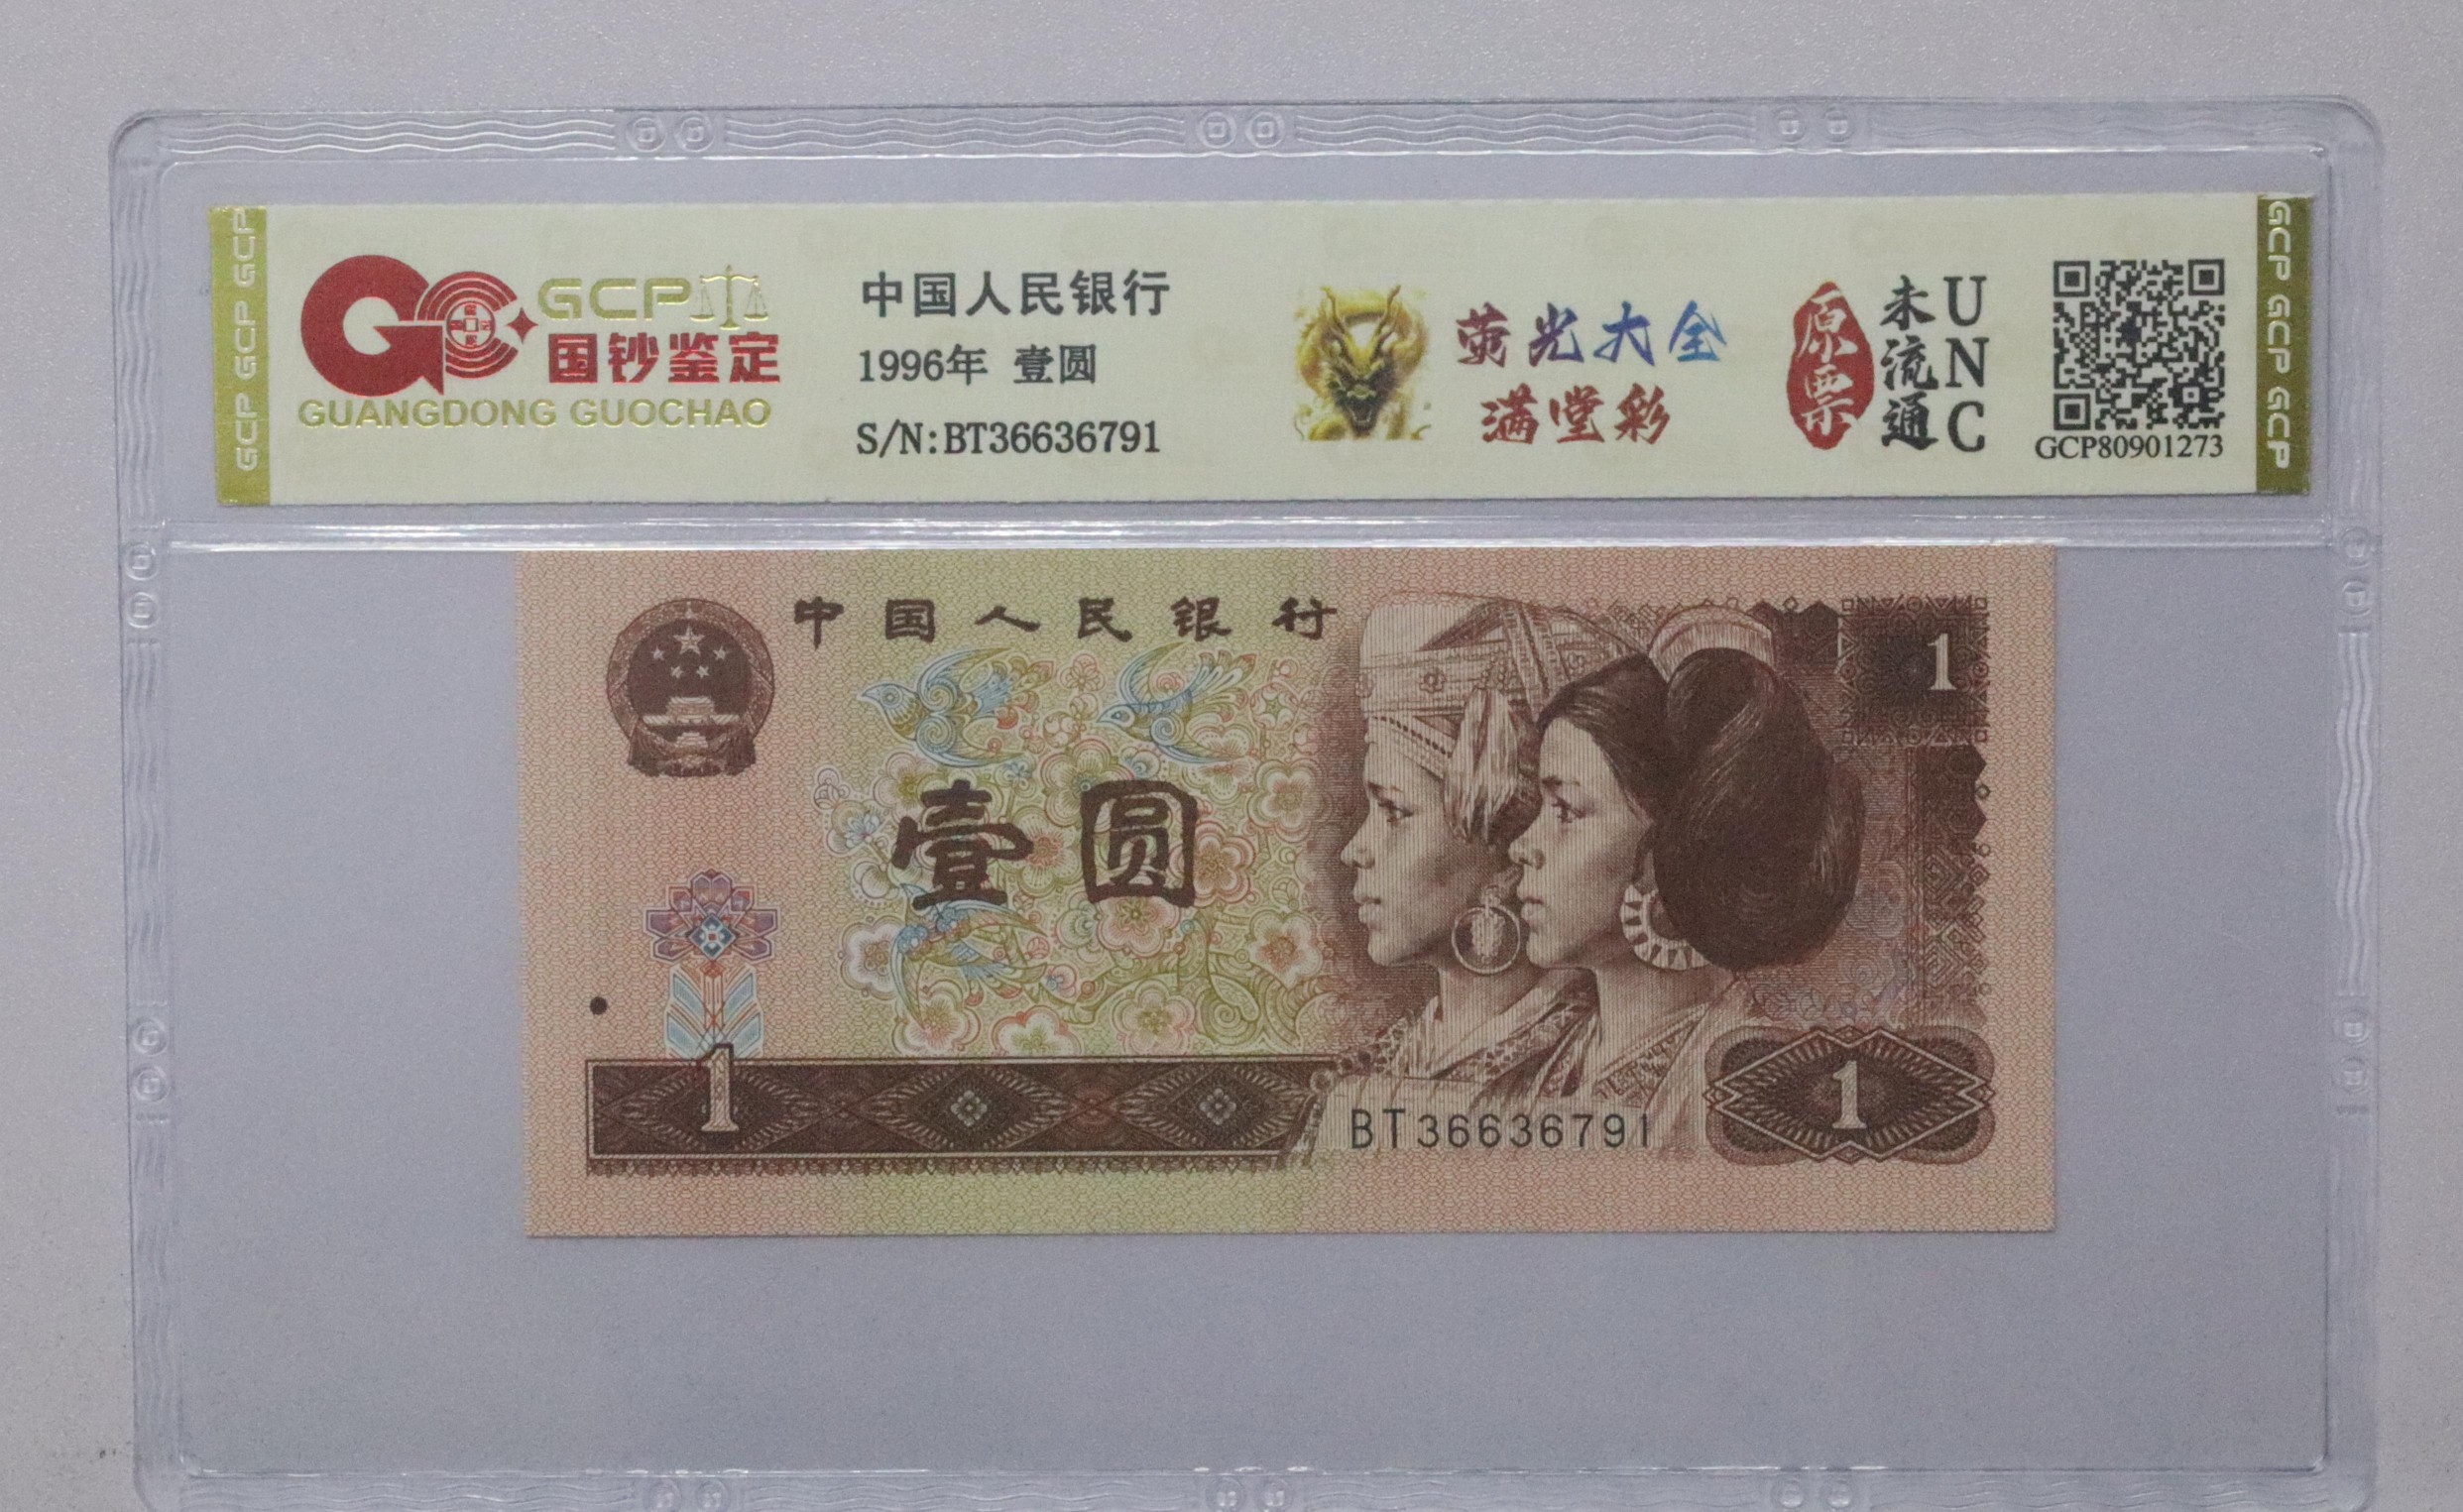 GCP GCP GCP
GCP
国钞鉴定
GUANGDONG GUOCHAO
中国人民银行
1996年 壹圆
S/N:BT36636791
荧光大全
满堂彩
原票
未流通
UNC
GCP80901273
GCP GCP GCP
中国人民银行
1
壹圆
1
BT36636791
1